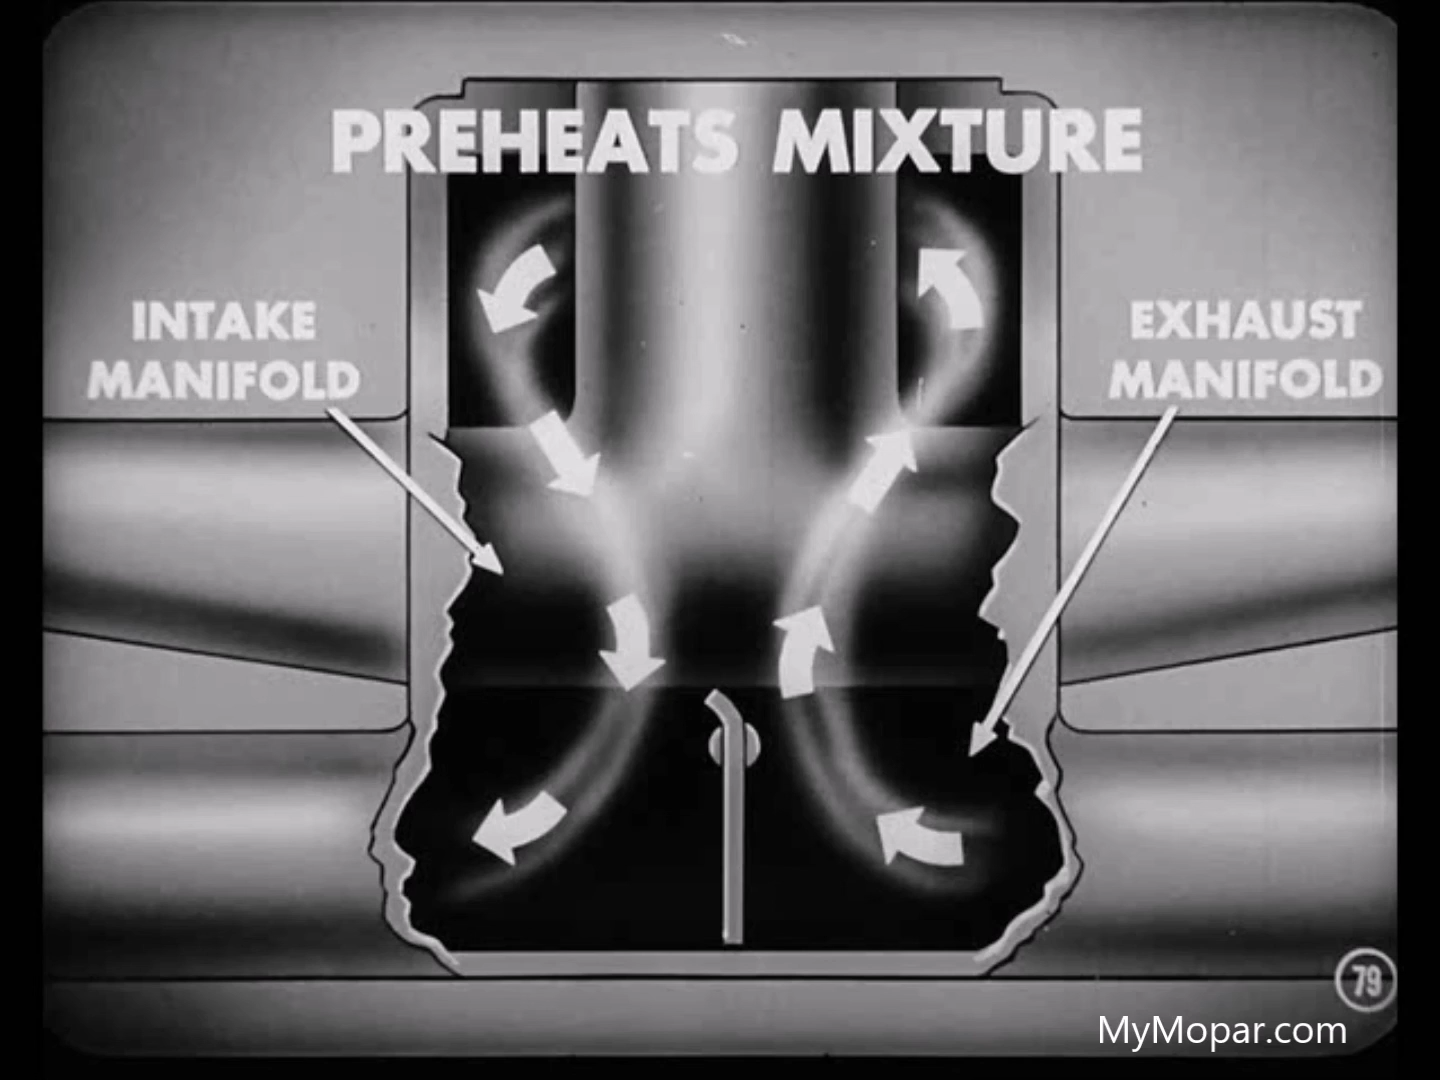 PREHEATS MIXTURE
INTAKE
MANIFOLD
EXHAUST
MANIFOLD
79
MyMopar.com